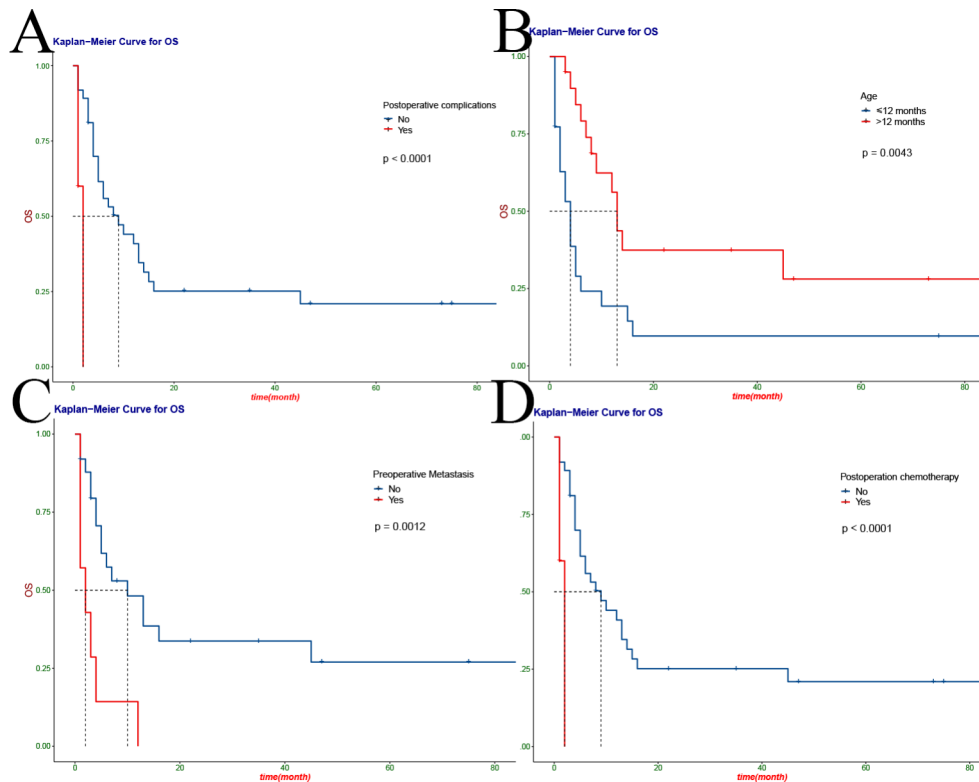 A
Kaplan−Meier Curve for OS
1.00
0.75
0.50
0.25
0.00
OS
Postoperative complications
No
Yes
p < 0.0001
0
20
40
60
80
time(month)
B
Kaplan−Meier Curve for OS
1.00
0.75
0.50
0.25
0.00
OS
Age
≤12 months
>12 months
p = 0.0043
0
20
40
60
80
time(month)
C
Kaplan−Meier Curve for OS
1.00
0.75
0.50
0.25
0.00
OS
Preoperative Metastasis
No
Yes
p = 0.0012
0
20
40
60
80
time(month)
D
Kaplan−Meier Curve for OS
.00
.75
.50
.25
.00
Postoperation chemotherapy
No
Yes
p < 0.0001
0
20
40
60
80
time(month)